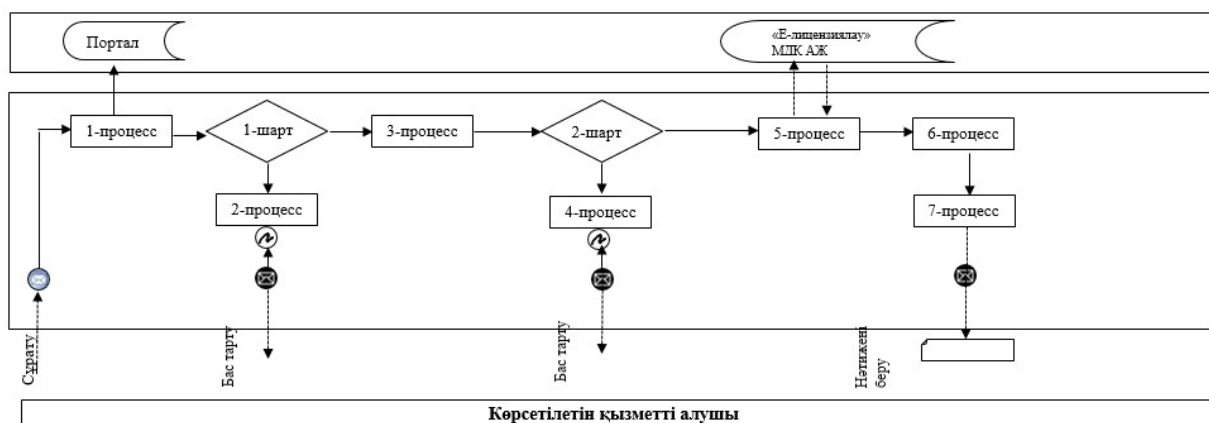 Портал
«Е-лицензиялау»
МДҚ АЖ
1-процесс
1-шарт
3-процесс
2-шарт
5-процесс
6-процесс
2-процесс
4-процесс
7-процесс
Сұрату
Бас тарту
Бас тарту
Нәтижені
беру
Көрсетілетін қызметті алушы